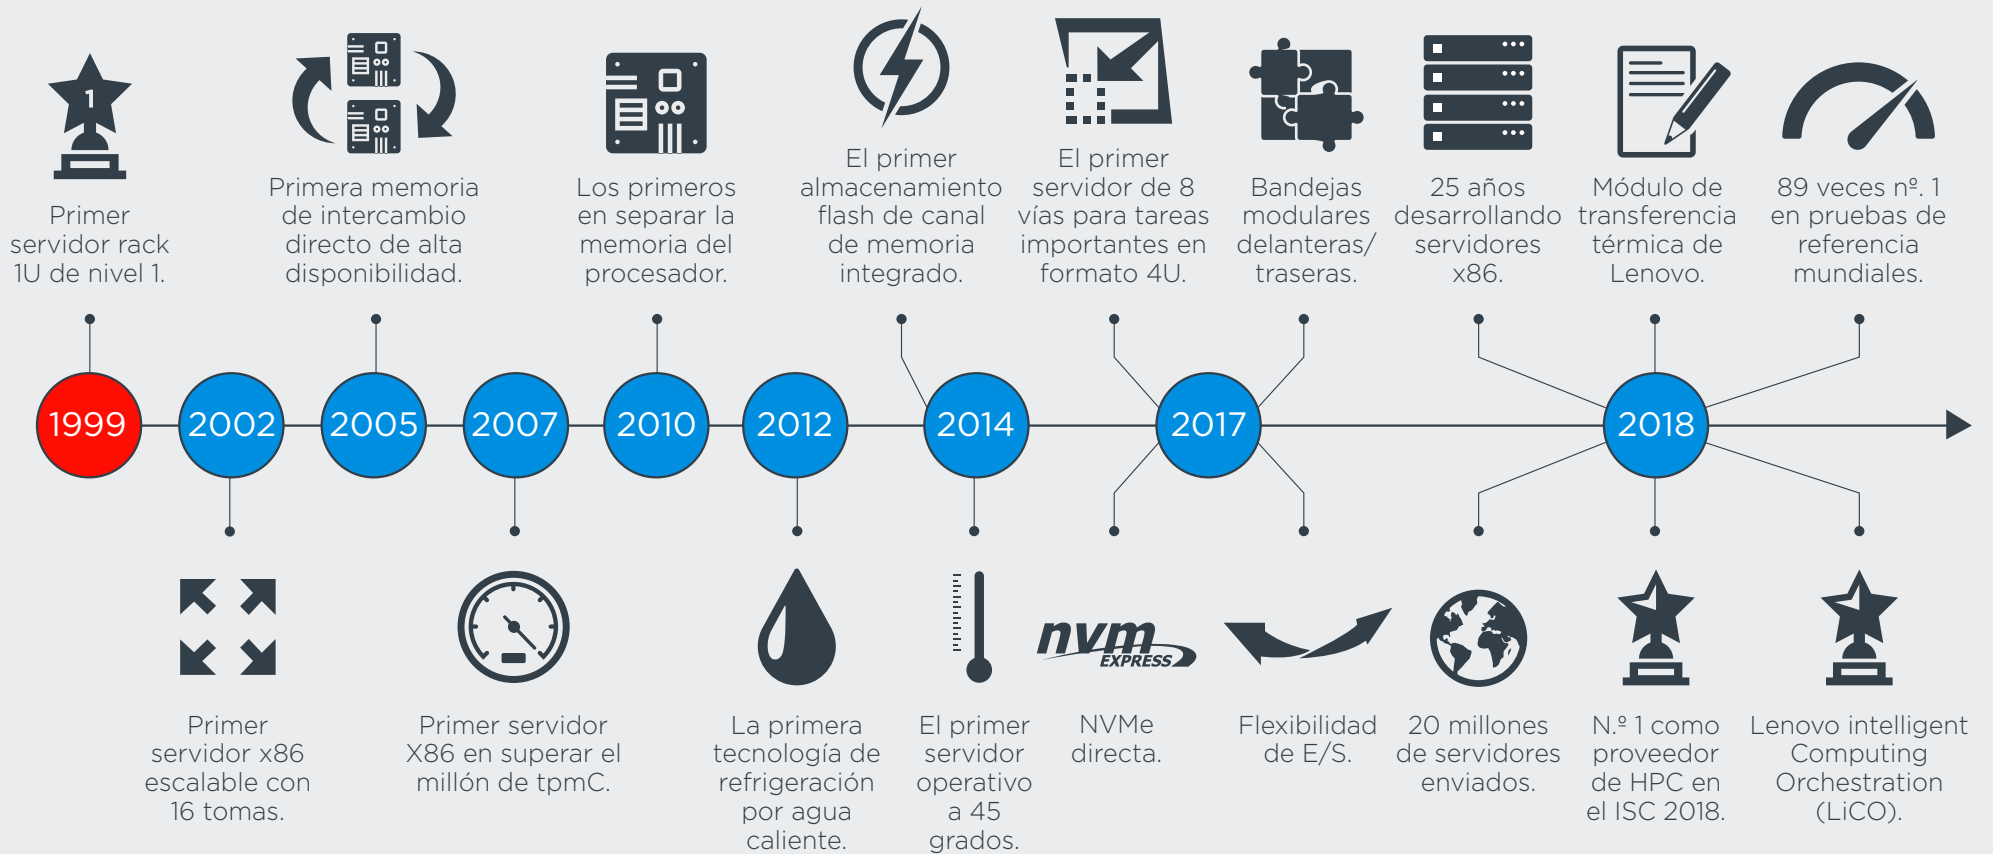 1
Primer
servidor rack
1U de nivel 1.
Primera memoria
de intercambio
directo de alta
disponibilidad.
Los primeros
en separar la
memoria del
procesador.
El primer
almacenamiento
flash de canal
de memoria
integrado.
El primer
servidor de 8
vías para tareas
importantes en
formato 4U.
Bandejas
modulares
delanteras/
traseras.
25 años
desarrollando
servidores
x86.
Módulo de
transferencia
térmica de
Lenovo.
89 veces nº. 1
en pruebas de
referencia
mundiales.
1999
2002
2005
2007
2010
2012
2014
2017
2018
Primer
servidor x86
escalable con
16 tomas.
Primer servidor
X86 en superar el
millón de tpmC.
La primera
tecnología de
refrigeración
por agua
caliente.
El primer
servidor
operativo
a 45
grados.
nvm
EXPRESS
NVMe
directa.
Flexibilidad
de E/S.
20 millones
de servidores
enviados.
N.º 1 como
proveedor
de HPC en
el ISC 2018.
Lenovo intelligent
Computing
Orchestration
(LiCO).